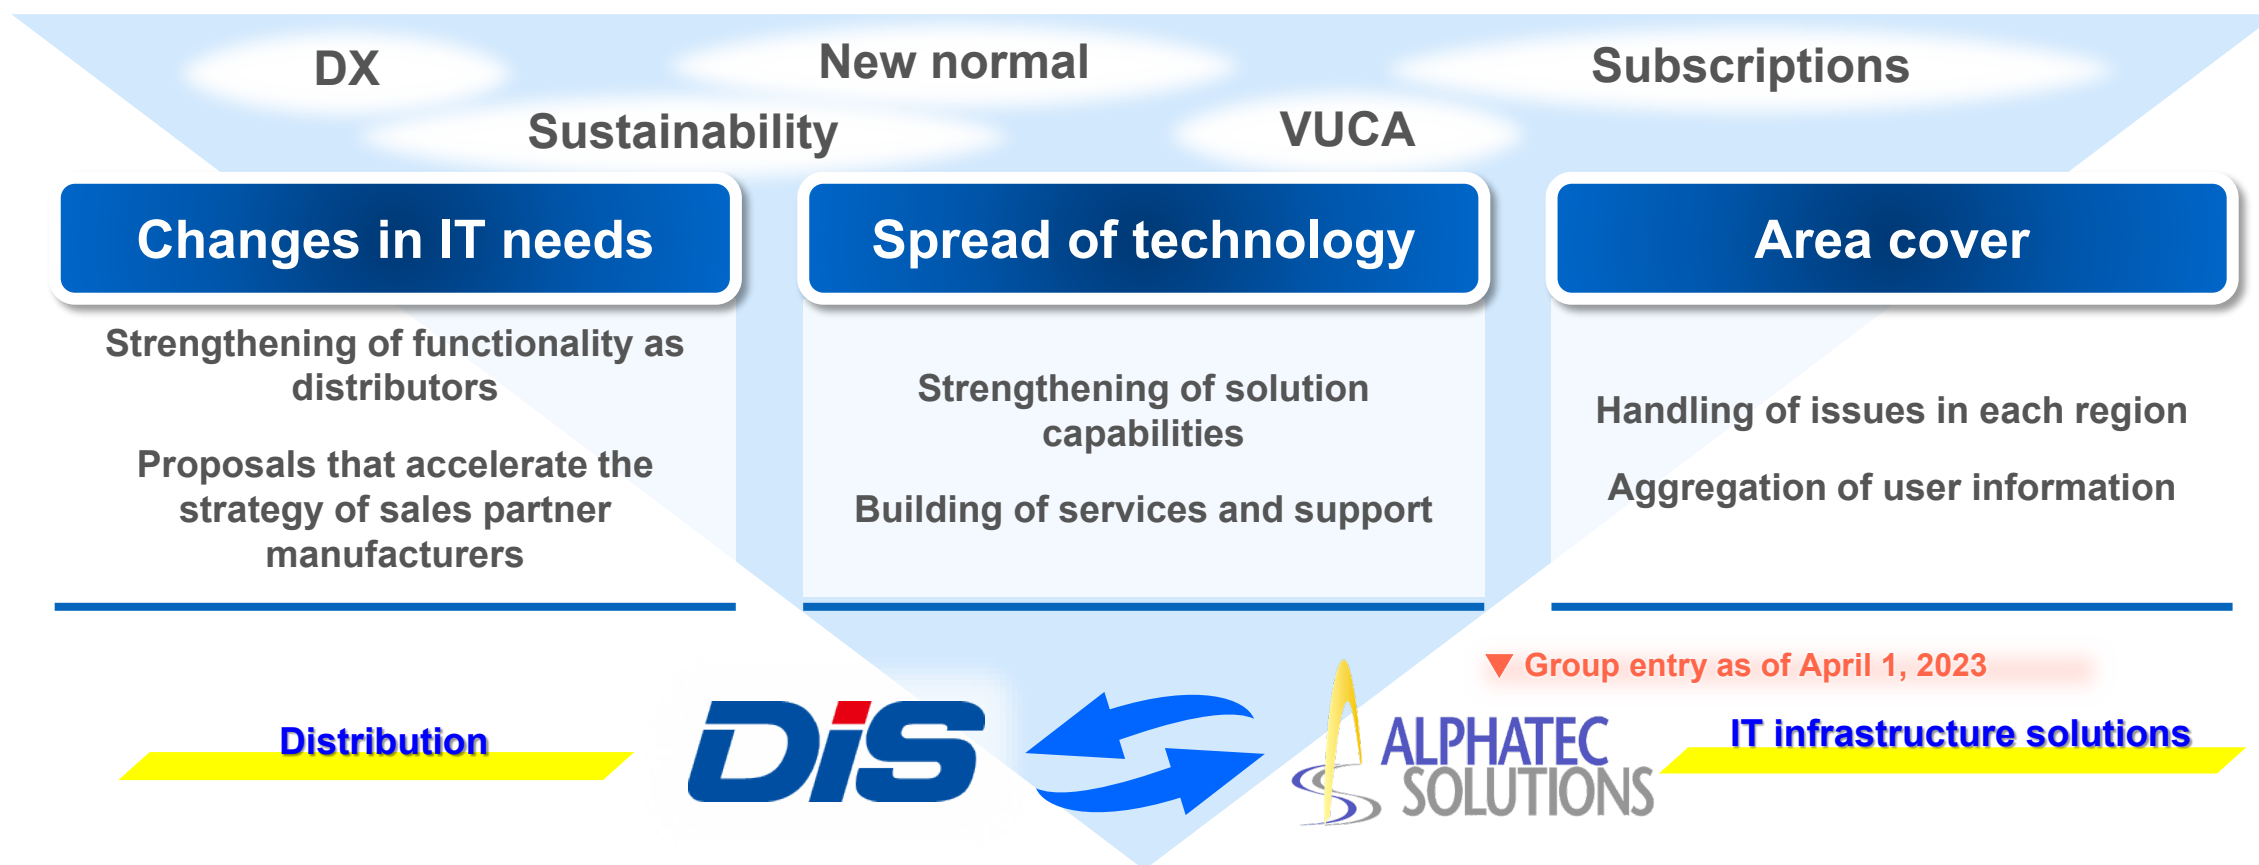 DX
New normal
Subscriptions
Sustainability
VUCA
Changes in IT needs
Strengthening of functionality as
distributors
Proposals that accelerate the
strategy of sales partner
manufacturers
Spread of technology
Strengthening of solution
capabilities
Building of services and support
Area cover
Handling of issues in each region
Aggregation of user information
▼ Group entry as of April 1, 2023
Distribution
DiS
ALPHATEC
SOLUTIONS
IT infrastructure solutions